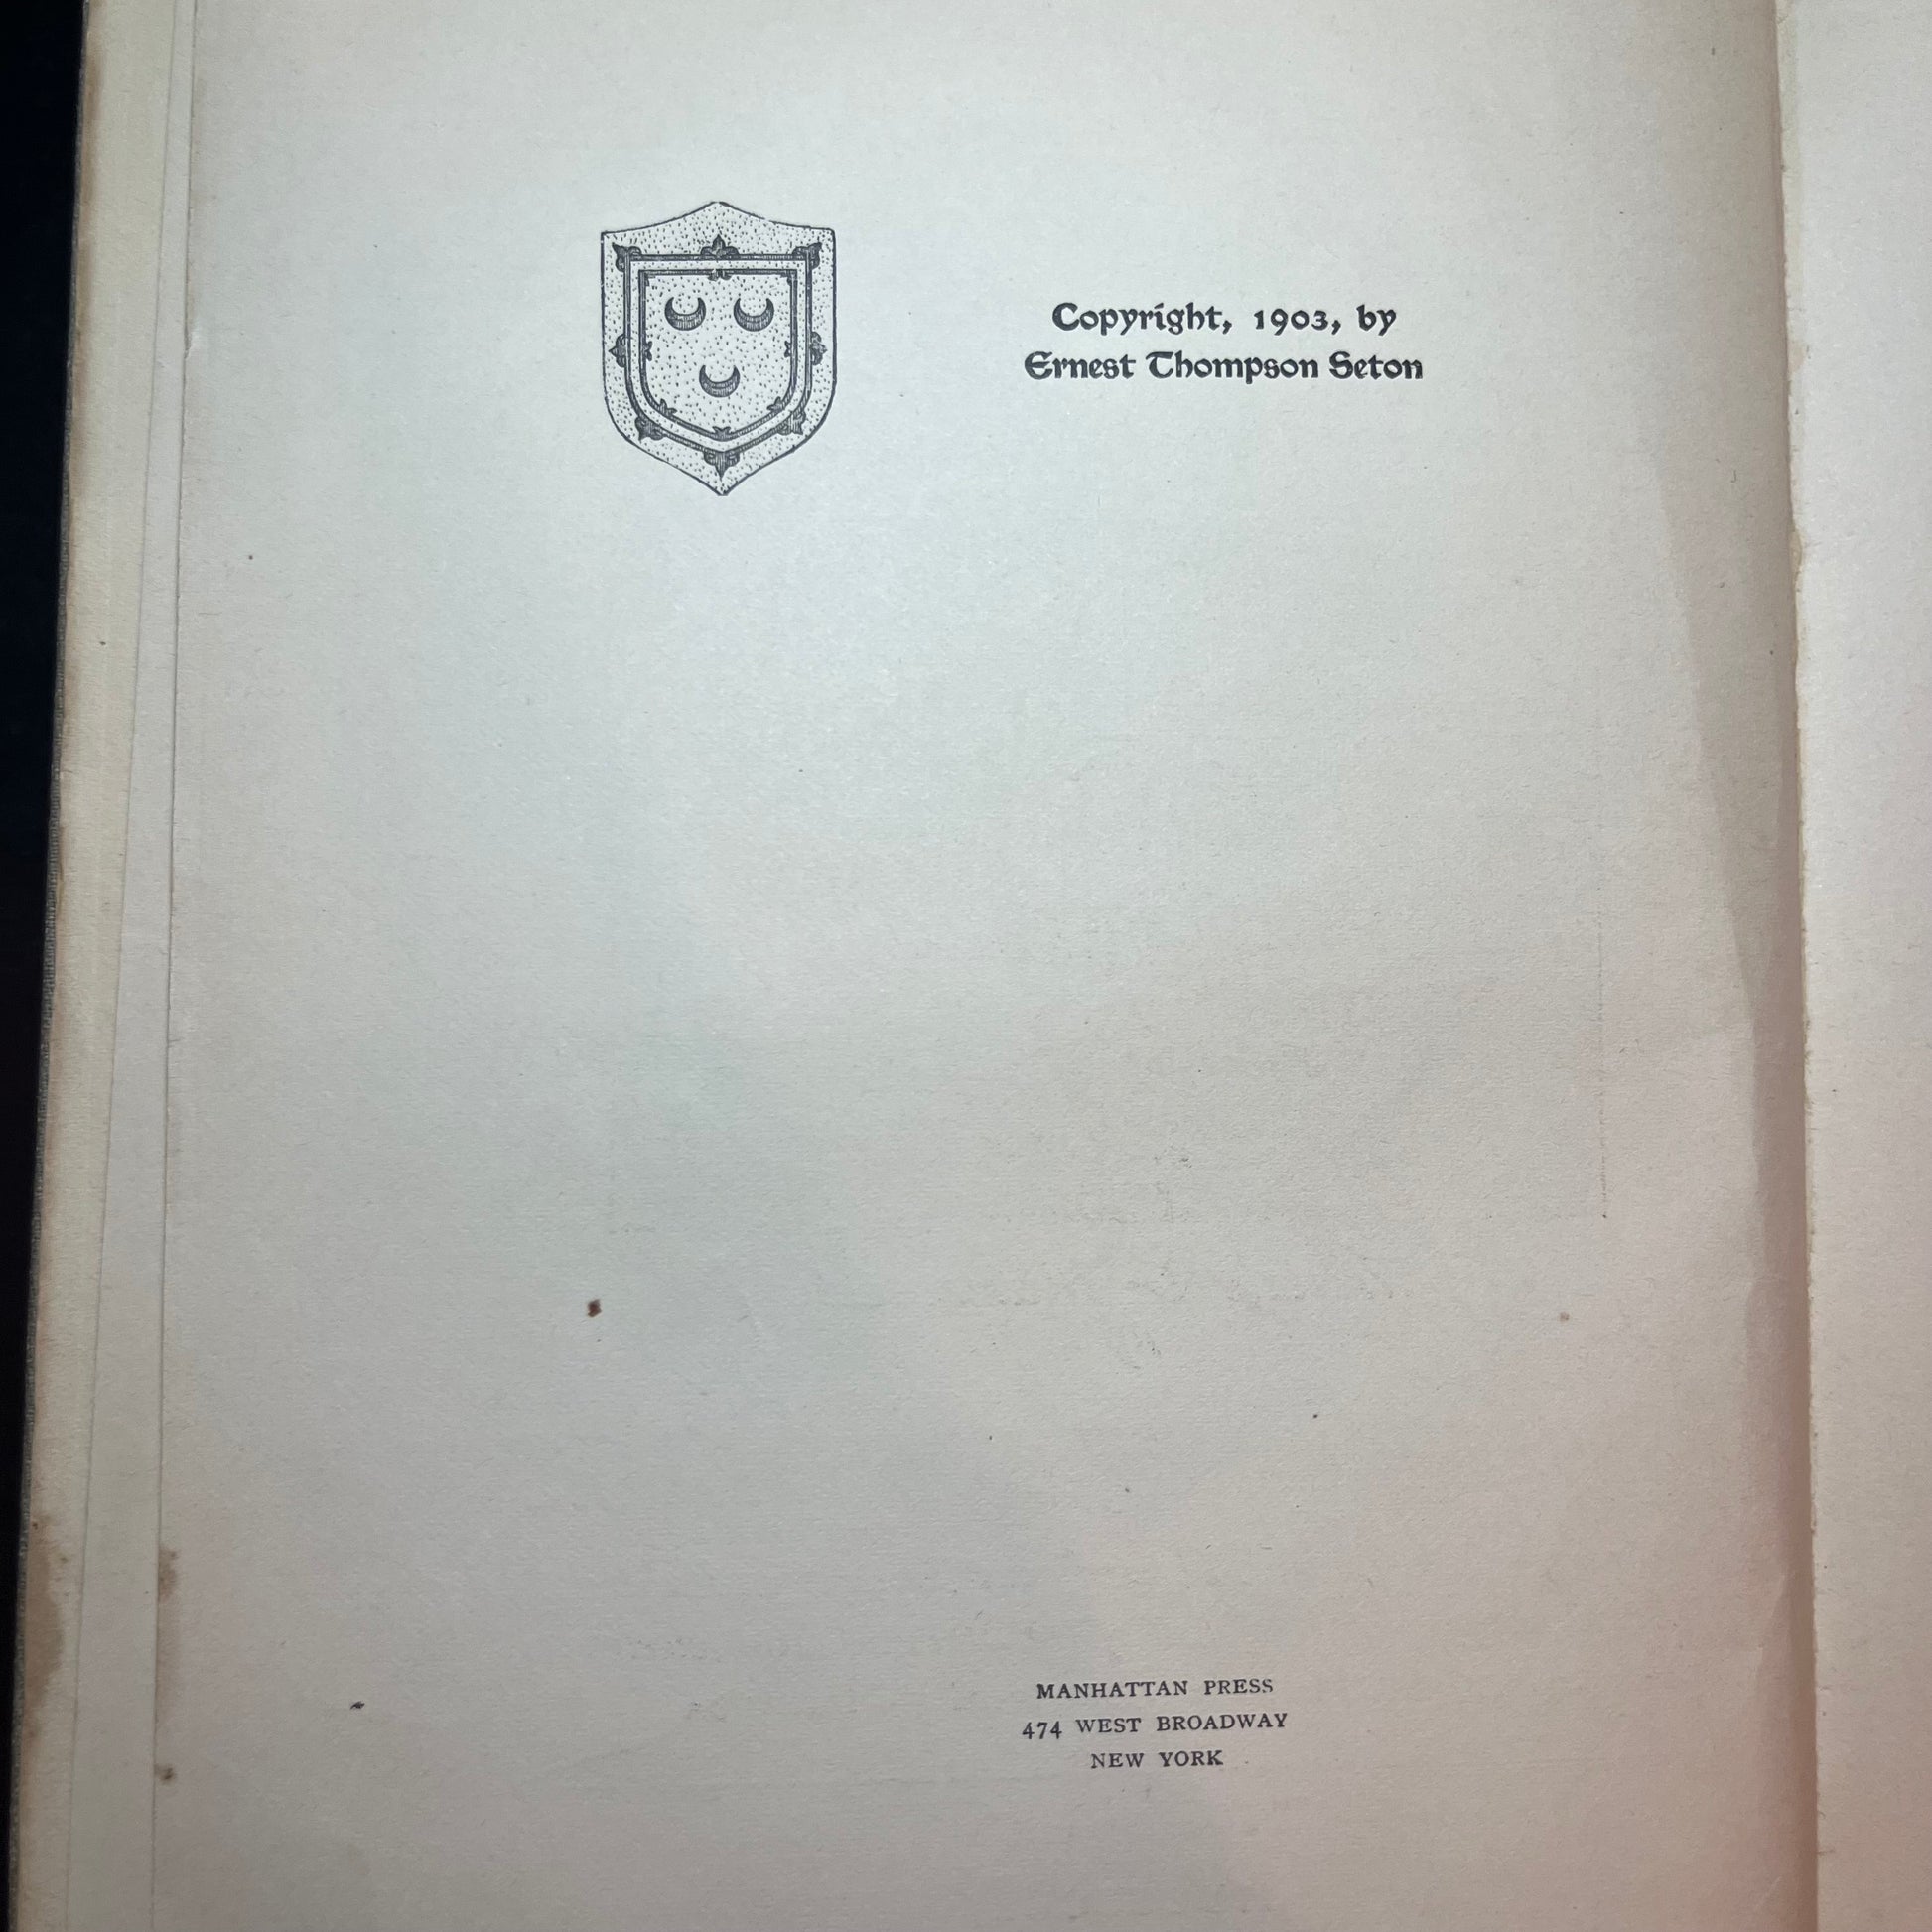 Copyright, 1903, by
Ernest Thompson Seton
MANHATTAN PRESS
474 WEST BROADWAY
NEW YORK